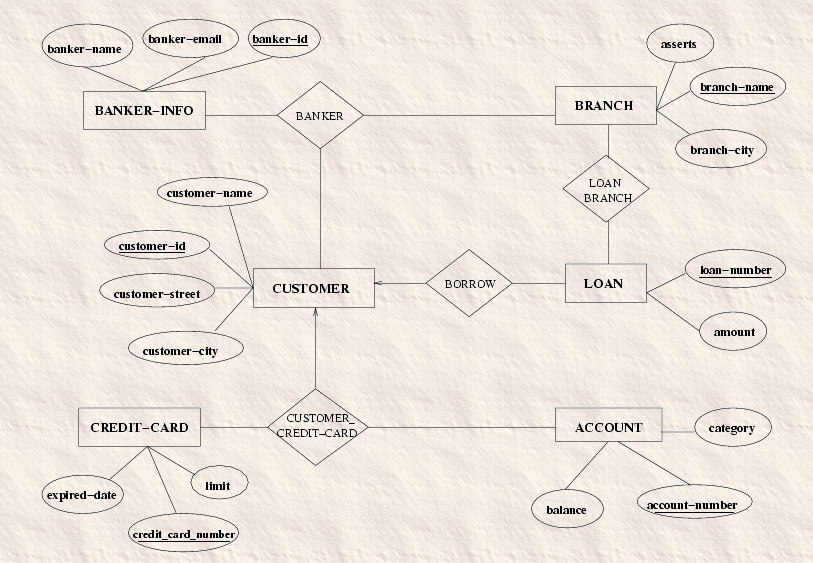 banker−name
banker−email
banker−id
asserts
branch−name
branch−city
BANKER−INFO
BANKER
BRANCH
LOAN
BRANCH
customer−name
customer−id
customer−street
customer−city
CUSTOMER
BORROW
LOAN
loan−number
amount
CREDIT−CARD
CUSTOMER_
CREDIT−CARD
ACCOUNT
category
expired−date
limit
credit_card_number
balance
account−number